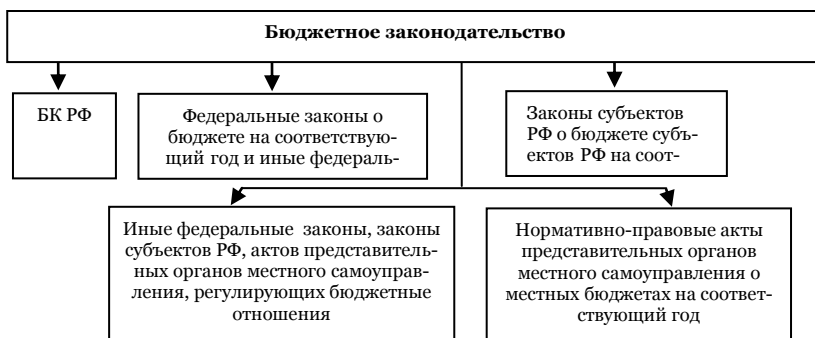 Бюджетное законодательство
БК РФ
Федеральные законы о
бюджете на соответствую-
щий год и иные федераль-
Законы субъектов
РФ о бюджете субъ-
ектов РФ на соот-
Иные федеральные законы, законы
субъектов РФ, актов представитель-
ных органов местного самоуправ-
ления, регулирующих бюджетные
отношения
Нормативно-правовые акты
представительных органов
местного самоуправления о
местных бюджетах на соответ-
ствующий год